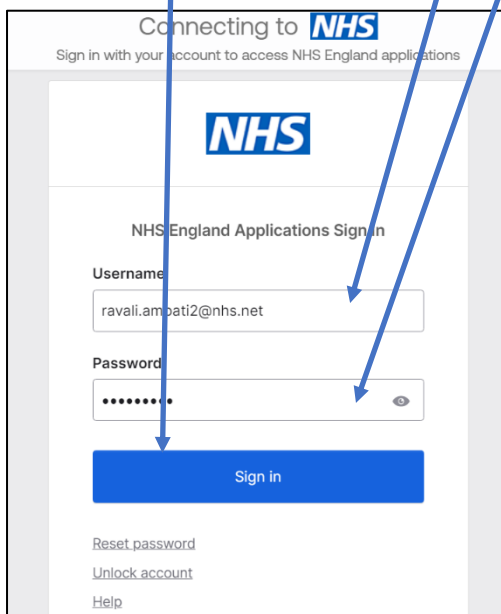 Connecting to NHS
Sign in with your account to access NHS England applications
NHS
NHS England Applications Sign In
Username
ravali.ampati2@nhs.net
Password
•••••••••
Sign in
Reset password
Unlock account
Help